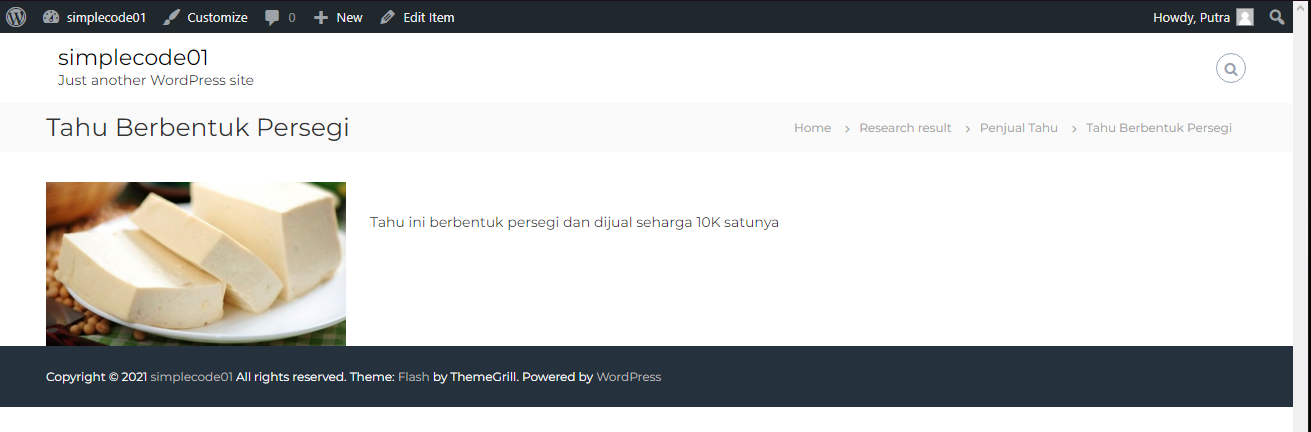 simplecode01 Customize 0 New Edit Item Howdy, Putra
simplecode01
Just another WordPress site
Tahu Berbentuk Persegi
Home > Research result > Penjual Tahu > Tahu Berbentuk Persegi
Tahu ini berbentuk persegi dan dijual seharga 10K satunya
Copyright © 2021 simplecode01 All rights reserved. Theme: Flash by ThemeGrill. Powered by WordPress